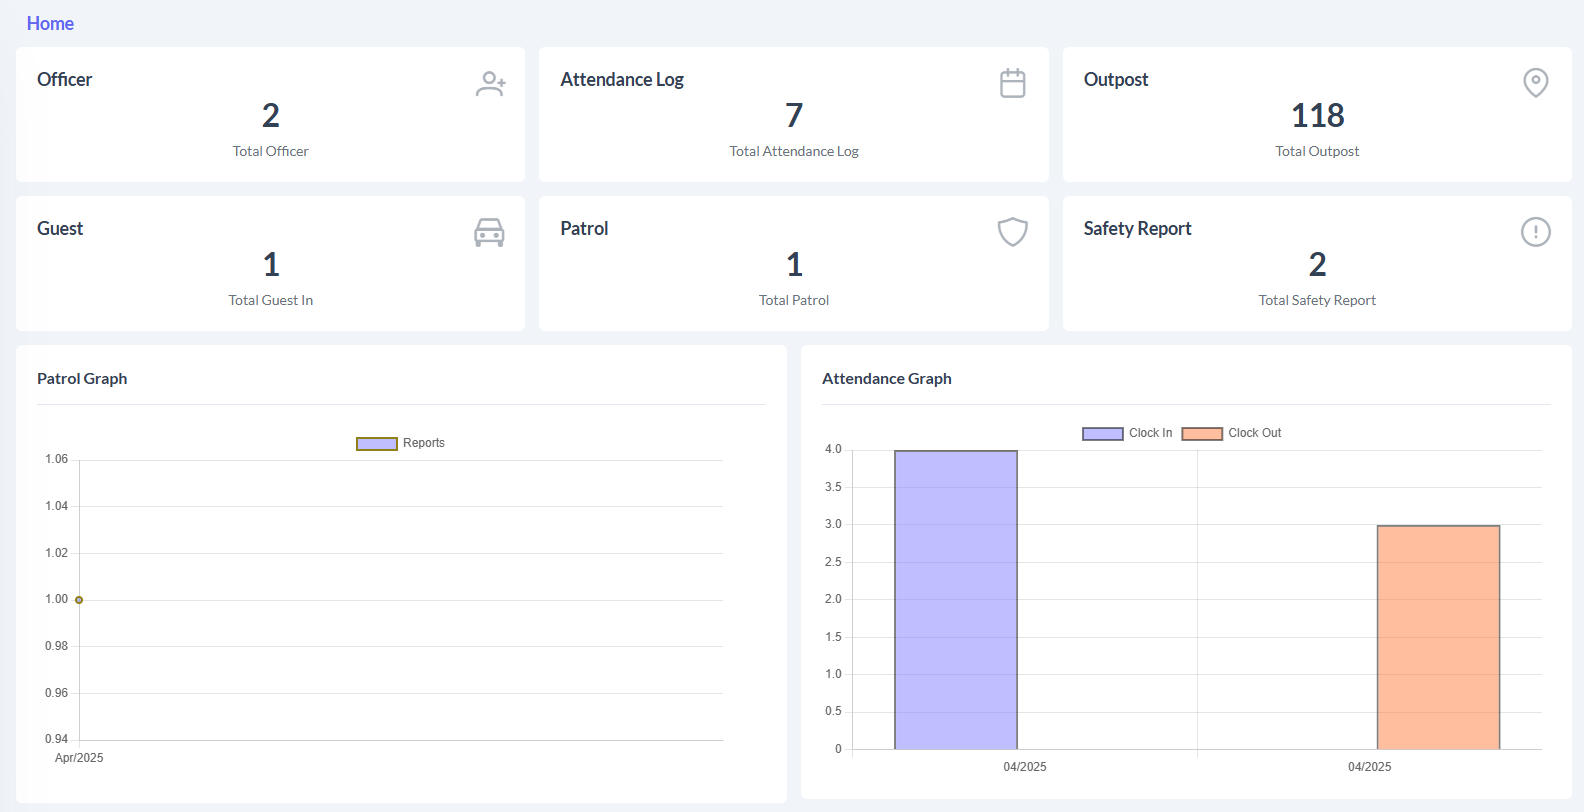 Home
Officer
2
Total Officer
Attendance Log
7
Total Attendance Log
Outpost
118
Total Outpost
Guest
1
Total Guest In
Patrol
1
Total Patrol
Safety Report
2
Total Safety Report
Patrol Graph
Reports
1.06
1.04
1.02
1.00
0.98
0.96
0.94
Apr/2025
Attendance Graph
Clock In Clock Out
4.0
3.5
3.0
2.5
2.0
1.5
1.0
0.5
0
04/2025 04/2025